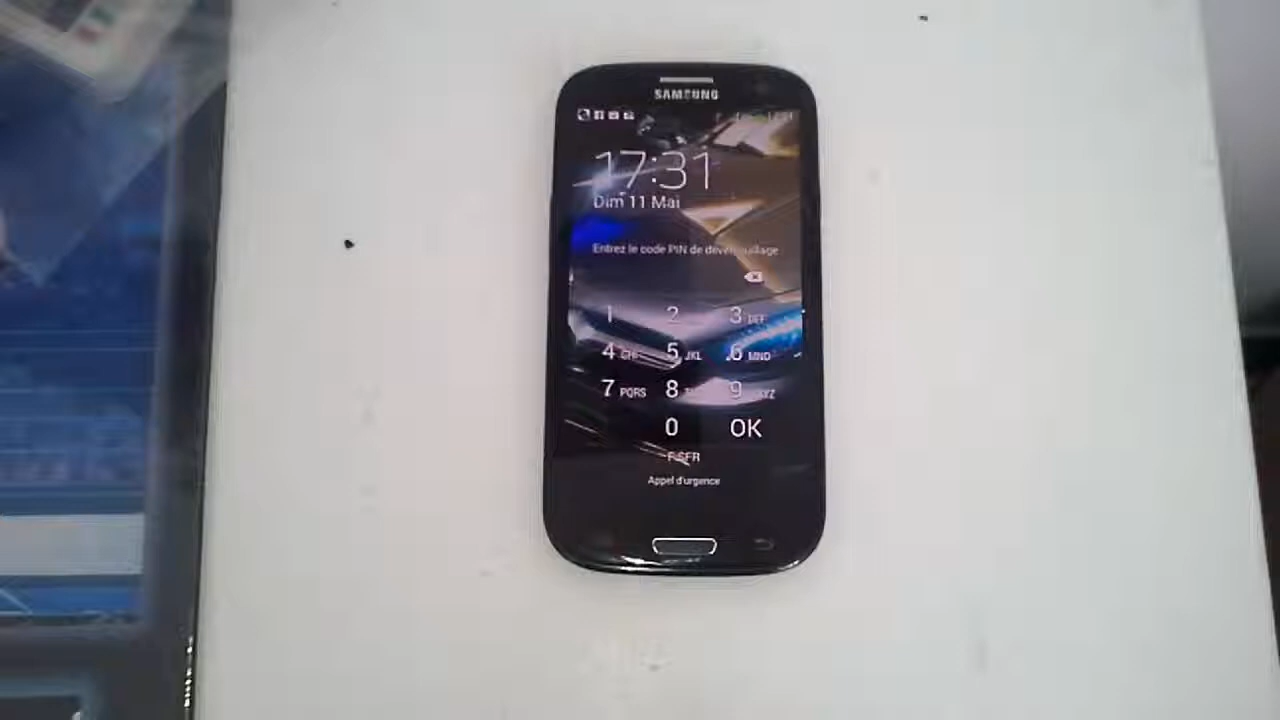 SAMSUNG
17:31
Dim 11 Mai
Entrez le code PIN de déverrouillage
1 2 3 DEF
4 GHI 5 JKL 6 MNO
7 PQRS 8 9 WXYZ
0 OK
F SFR
Appel d'urgence